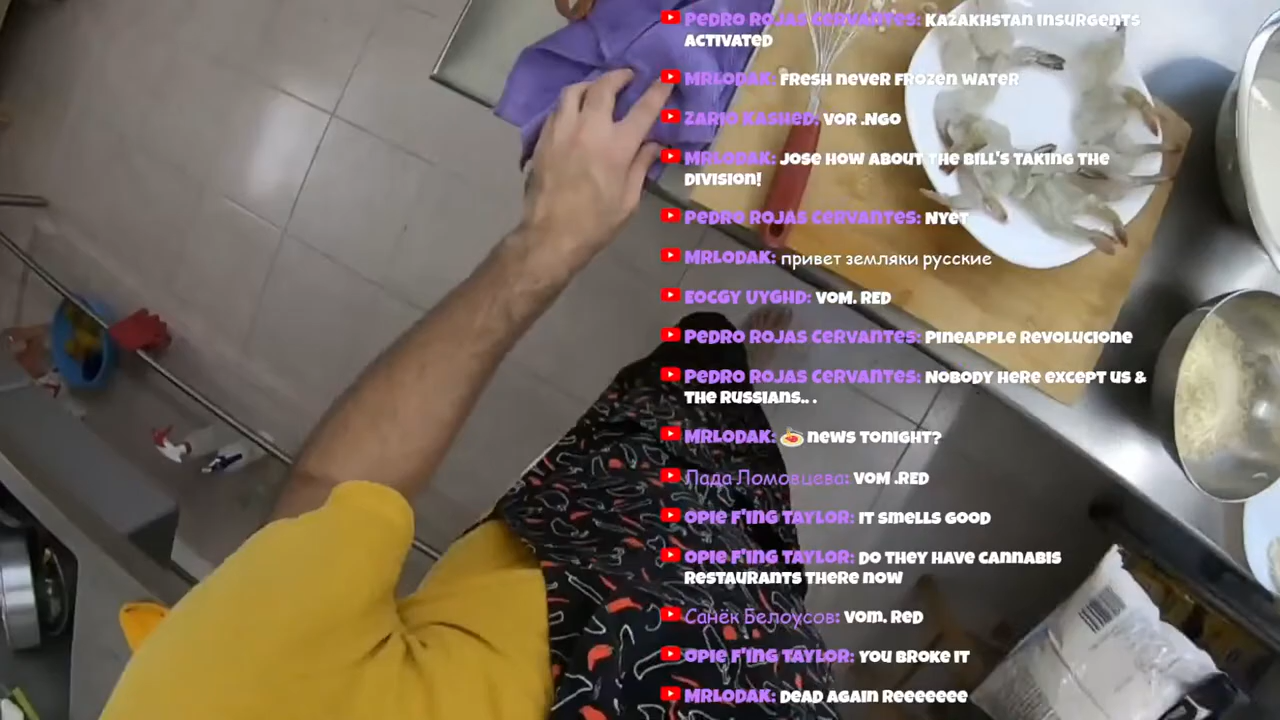 Pedro Rojas Cervantes: Kazakhstan insurgents
activated
MrLodak: Fresh never frozen water
Zario Kashed: vor .ngo
MrLodak: Jose how about the Bill's taking the
division!
Pedro Rojas Cervantes: Nyet
MrLodak: привет земляки русские
Eocgy Uyghd: vom. red
Pedro Rojas Cervantes: Pineapple Revolucione
Pedro Rojas Cervantes: Nobody here except us &
the Russians.. .
MrLodak: 🍝 news tonight?
Лада Ломовцева: vom .red
Opie F'ing Taylor: It smells good
Opie F'ing Taylor: Do they have cannabis
restaurants there now
Санёк Белоусов: vom. red
Opie F'ing Taylor: You broke it
MrLodak: dead again Reeeeeee